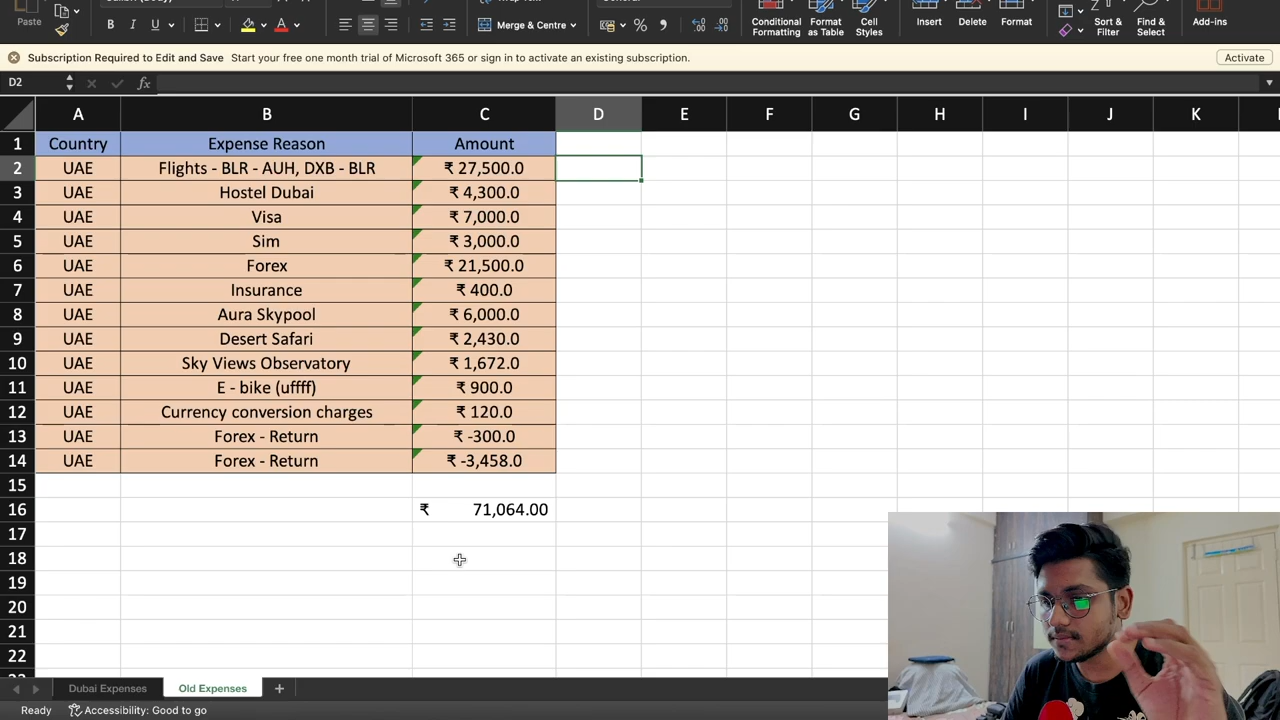 Paste
B I U
Merge & Centre
Conditional Formatting
Format as Table
Cell Styles
Insert
Delete
Format
Sort & Filter
Find & Select
Add-ins
Subscription Required to Edit and Save Start your free one month trial of Microsoft 365 or sign in to activate an existing subscription. Activate
D2 fx
A B C D E F G H I J K
1 Country Expense Reason Amount
2 UAE Flights - BLR - AUH, DXB - BLR ₹ 27,500.0
3 UAE Hostel Dubai ₹ 4,300.0
4 UAE Visa ₹ 7,000.0
5 UAE Sim ₹ 3,000.0
6 UAE Forex ₹ 21,500.0
7 UAE Insurance ₹ 400.0
8 UAE Aura Skypool ₹ 6,000.0
9 UAE Desert Safari ₹ 2,430.0
10 UAE Sky Views Observatory ₹ 1,672.0
11 UAE E - bike (uffff) ₹ 900.0
12 UAE Currency conversion charges ₹ 120.0
13 UAE Forex - Return ₹ -300.0
14 UAE Forex - Return ₹ -3,458.0
15
16 ₹ 71,064.00
17
18
19
20
21
22
Dubai Expenses Old Expenses +
Ready Accessibility: Good to go